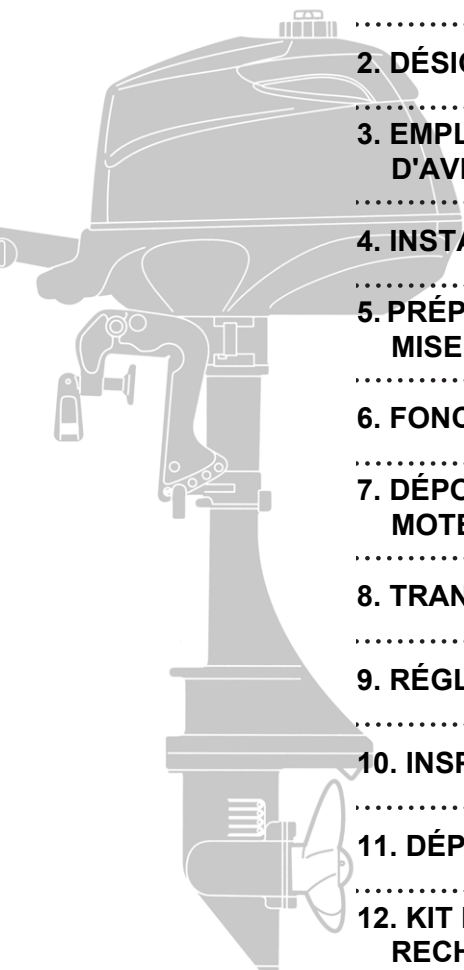 2. DÉSIG
3. EMPL
D'AVE
4. INSTA
5. PRÉP
MISE
6. FONC
7. DÉPO
MOTE
8. TRAN
9. RÉGL
10. INSP
11. DÉP
12. KIT
RECH